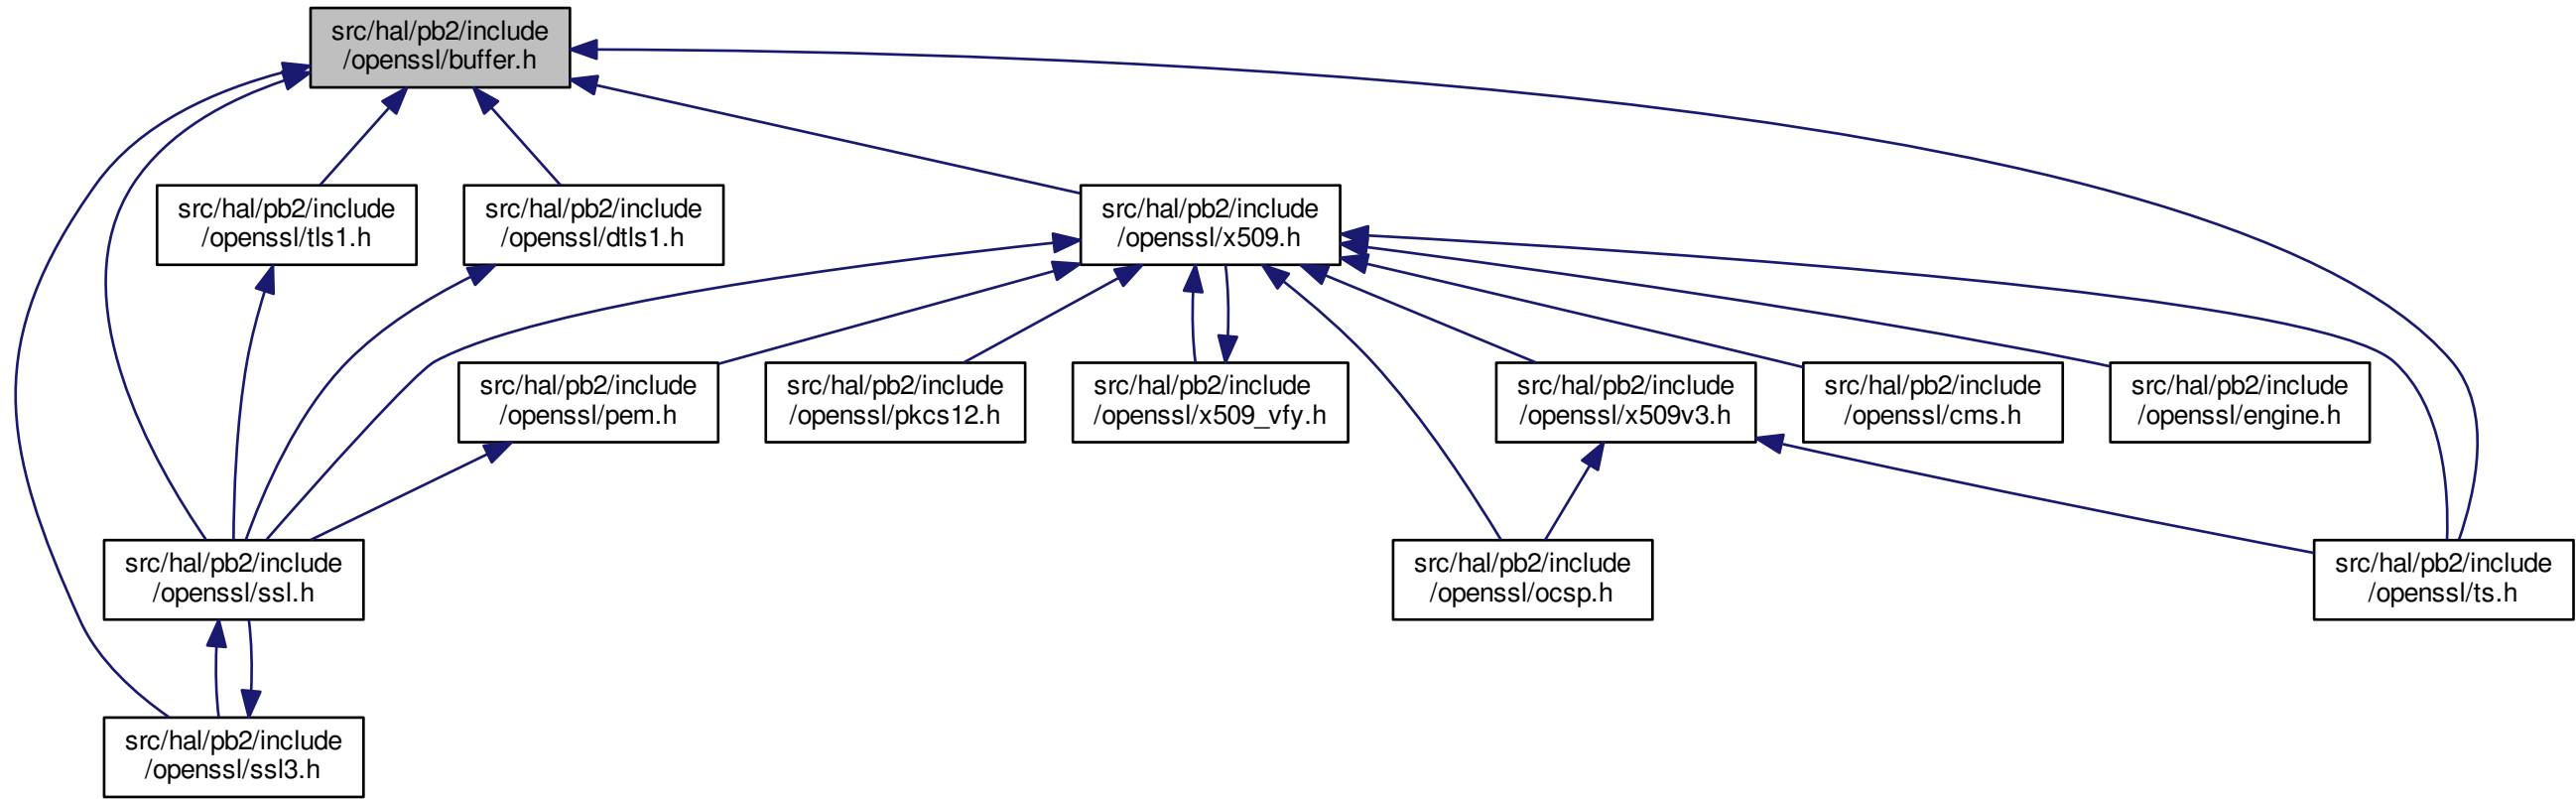 src/hal/pb2/include
/openssl/buffer.h
src/hal/pb2/include
/openssl/tls1.h
src/hal/pb2/include
/openssl/dtls1.h
src/hal/pb2/include
/openssl/x509.h
src/hal/pb2/include
/openssl/pem.h
src/hal/pb2/include
/openssl/pkcs12.h
src/hal/pb2/include
/openssl/x509_vfy.h
src/hal/pb2/include
/openssl/x509v3.h
src/hal/pb2/include
/openssl/cms.h
src/hal/pb2/include
/openssl/engine.h
src/hal/pb2/include
/openssl/ssl.h
src/hal/pb2/include
/openssl/ocsp.h
src/hal/pb2/include
/openssl/ts.h
src/hal/pb2/include
/openssl/ssl3.h